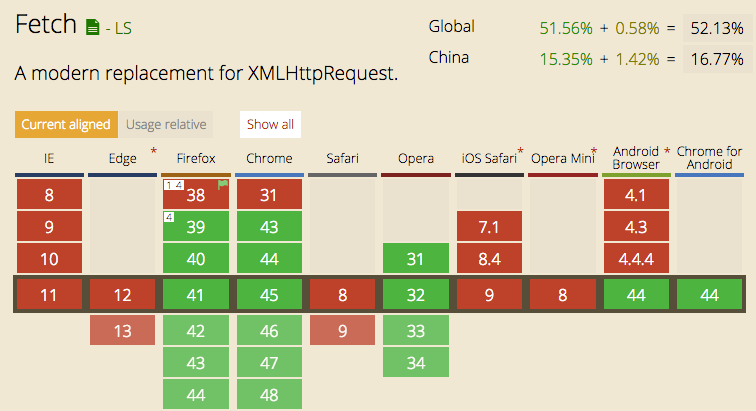 Fetch - LS
Global 51.56% + 0.58% = 52.13%
China 15.35% + 1.42% = 16.77%
A modern replacement for XMLHttpRequest.
Current aligned Usage relative Show all
IE Edge * Firefox Chrome Safari Opera iOS Safari * Opera Mini * Android Browser * Chrome for Android
8 1 4 38 31 4.1
9 4 39 43 7.1 4.3
10 40 44 31 8.4 4.4.4
11 12 41 45 8 32 9 8 44 44
13 42 46 9 33
43 47 34
44 48